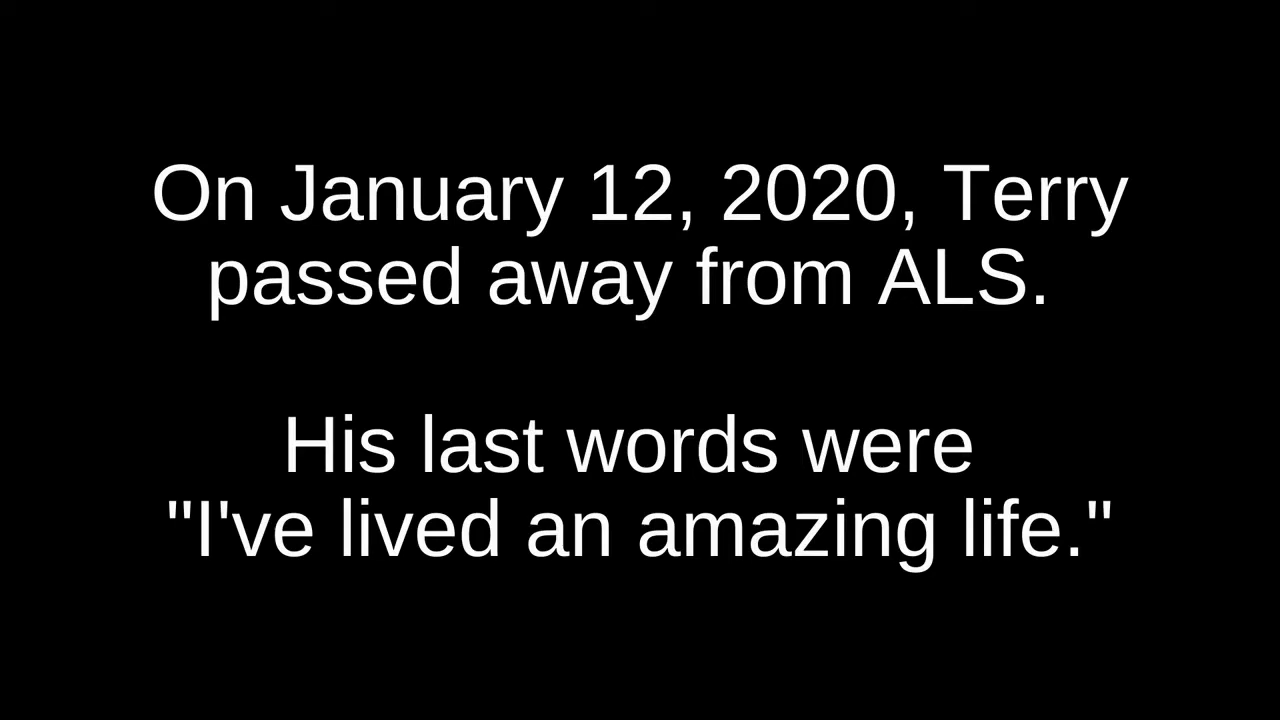 On January 12, 2020, Terry
passed away from ALS.
His last words were
"I've lived an amazing life."